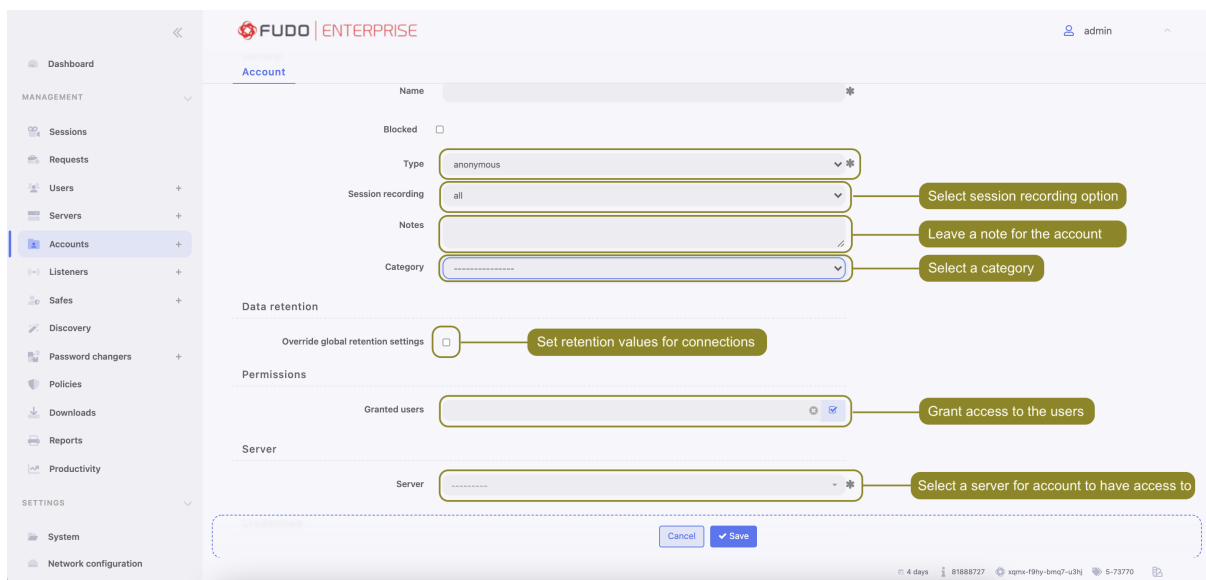 FUDO ENTERPRISE
admin
Dashboard
Account
MANAGEMENT
Name
Sessions
Blocked
Requests
Type
anonymous
Users
Session recording
all
Select session recording option
Servers
Notes
Leave a note for the account
Accounts
Category
---------------
Select a category
Listeners
Safes
Data retention
Discovery
Override global retention settings
Set retention values for connections
Password changers
Permissions
Policies
Downloads
Granted users
Grant access to the users
Reports
Server
Productivity
Server
---------
Select a server for account to have access to
SETTINGS
System
Cancel
Save
Network configuration
4 days
81888727
xqmx-f9hy-bmq7-u3hj
5-73770